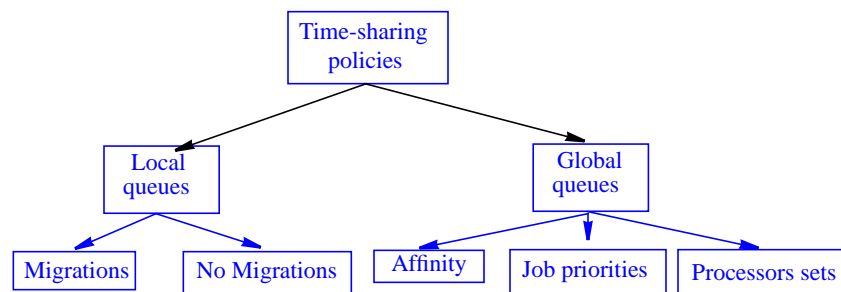 Time-sharing
policies
Local
queues
Global
queues
Migrations
No Migrations
Affinity
Job priorities
Processors sets